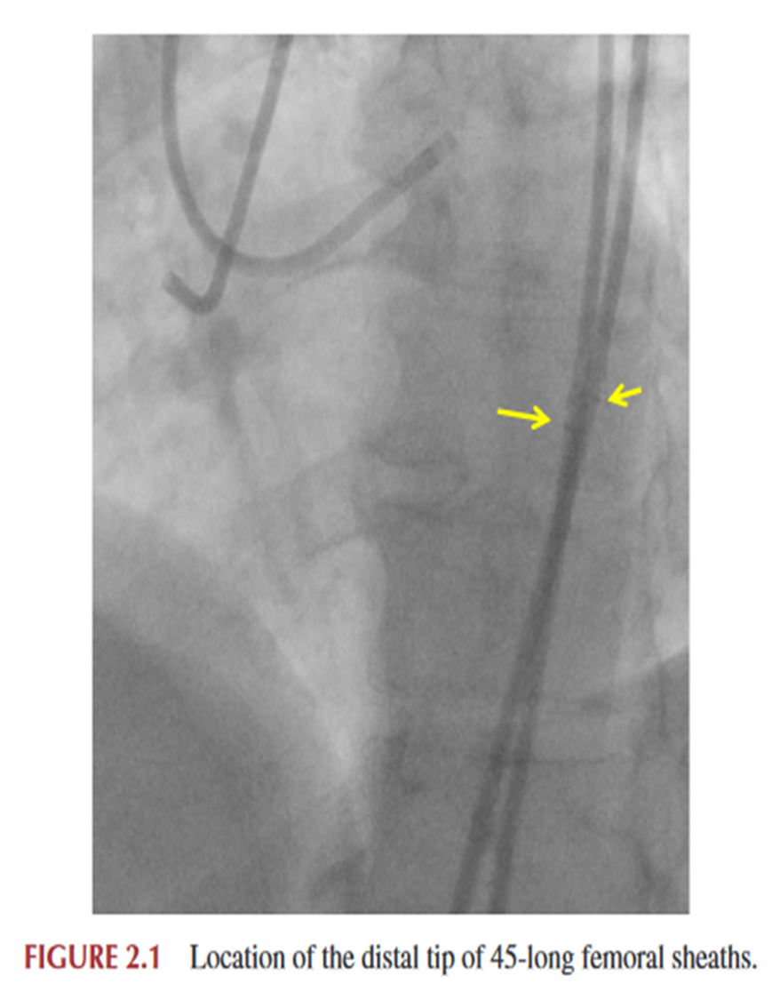 FIGURE 2.1 Location of the distal tip of 45-long femoral sheaths.